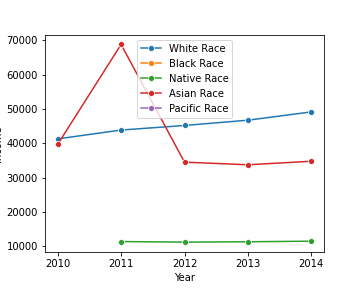 70000
60000
50000
40000
30000
20000
10000
White Race
Black Race
Native Race
Asian Race
Pacific Race
2010 2011 2012 2013 2014
Year